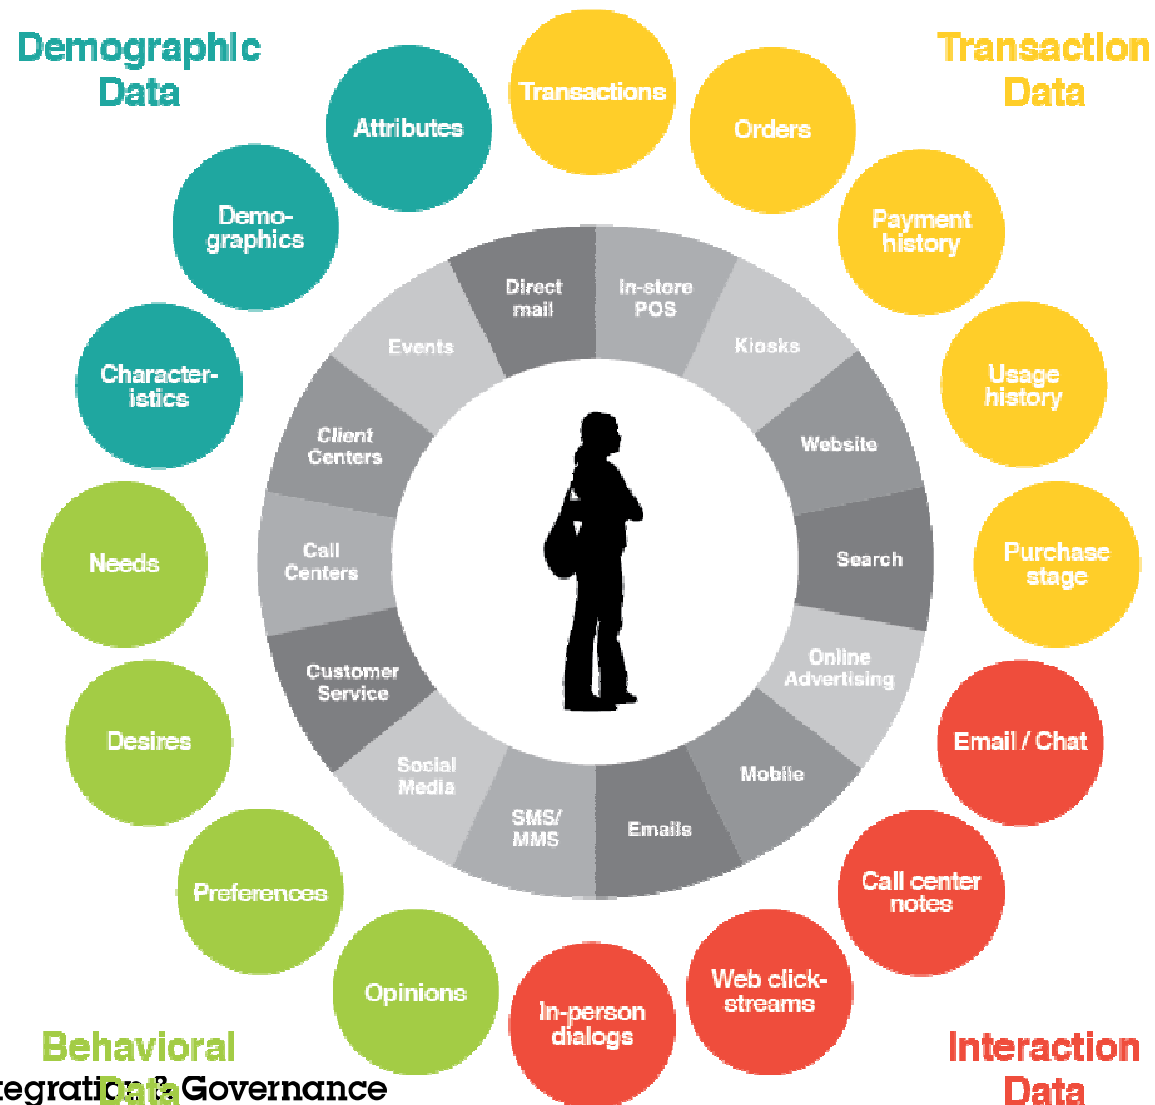 Demographic
Data
Transaction
Data
Transactions
Attributes
Orders
Demo-
graphics
Payment
history
Character-
istics
Usage
history
Needs
Purchase
stage
Desires
Email / Chat
Preferences
Call center
notes
Opinions
Web click-
streams
In-person
dialogs
Direct
mail
In-store
POS
Events
Kiosks
Client
Centers
Website
Call
Centers
Search
Customer
Service
Online
Advertising
Social
Media
Mobile
SMS/
MMS
Emails
Behavioral
Data
Interaction
Data
tegration & Governance